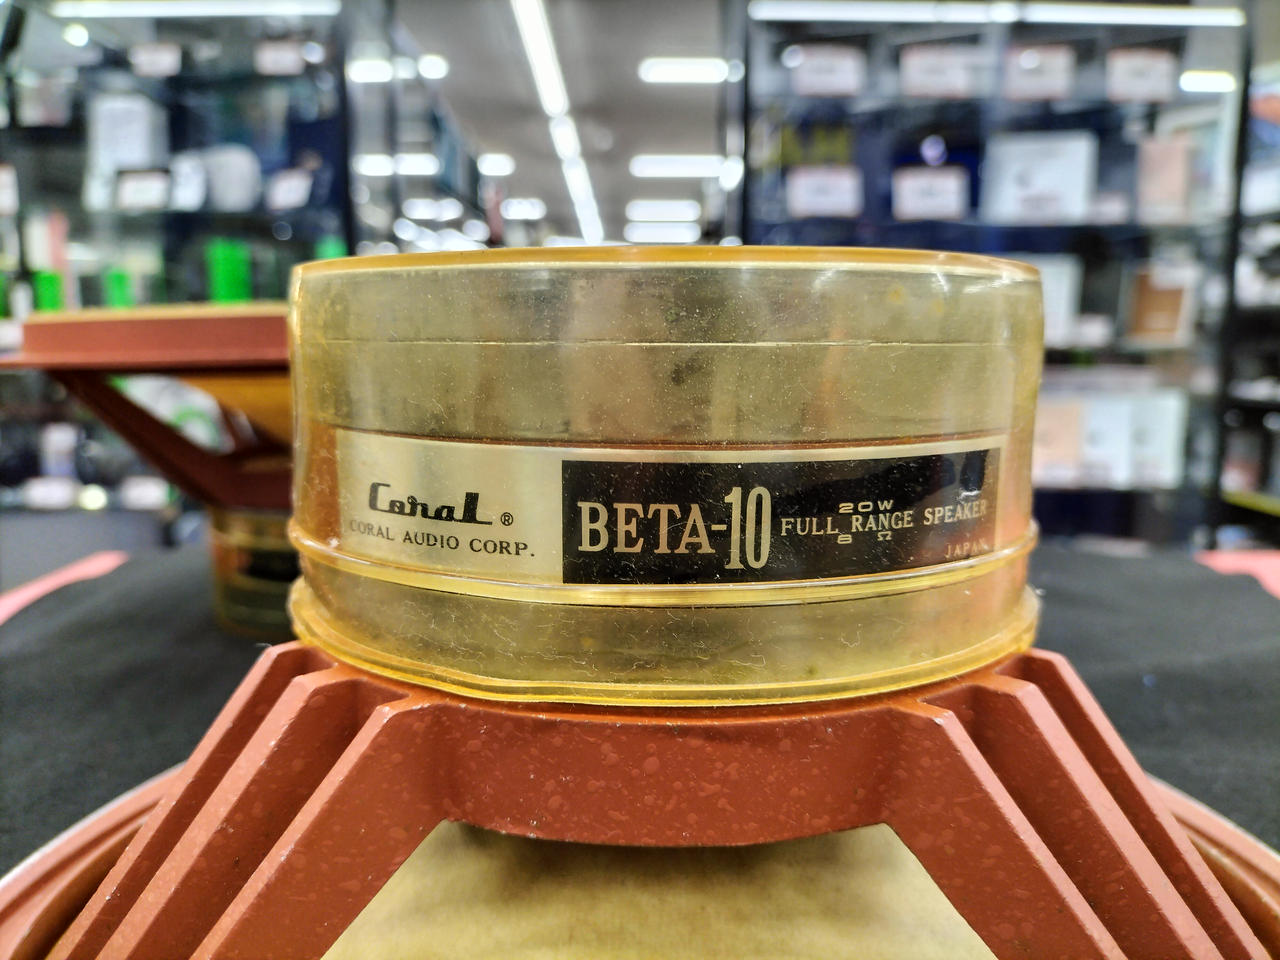 Coral ®
CORAL AUDIO CORP.
BETA-10
20W
FULL RANGE SPEAKER
8 Ω
JAPAN